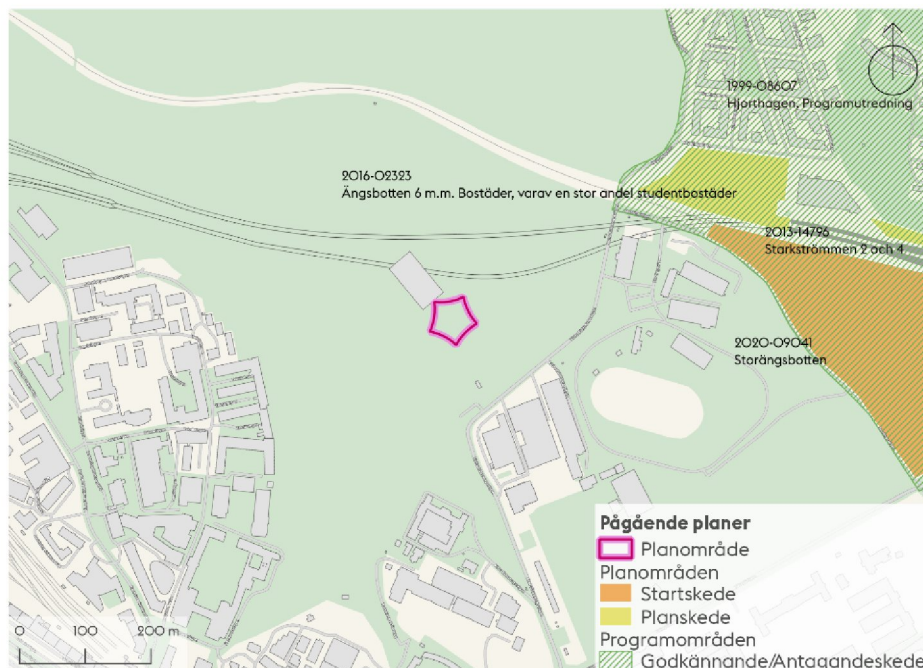 1999-08607
Hjorthagen, Programutredning
2016-02323
Ängsbotten 6 m.m. Bostäder, varav en stor andel studentbostäder
2013-14796
Starkströmmen 2 och 4
2020-09041
Storängsbotten
Pågående planer
Planområde
Planområden
Startskede
Planskede
Programområden
Godkännande/Antagandeskede
0 100 200 m